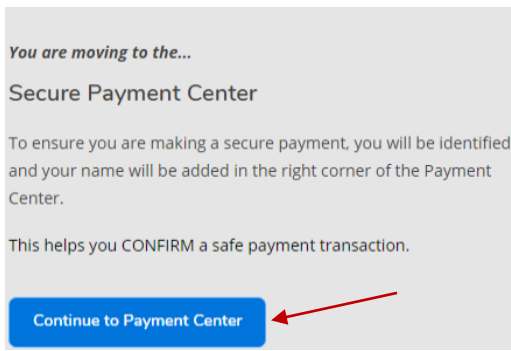 You are moving to the...
Secure Payment Center
To ensure you are making a secure payment, you will be identified
and your name will be added in the right corner of the Payment
Center.
This helps you CONFIRM a safe payment transaction.
Continue to Payment Center